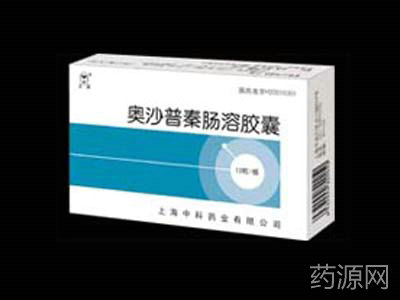 奥沙普秦肠溶胶囊
上海中科药业有限公司
药源网